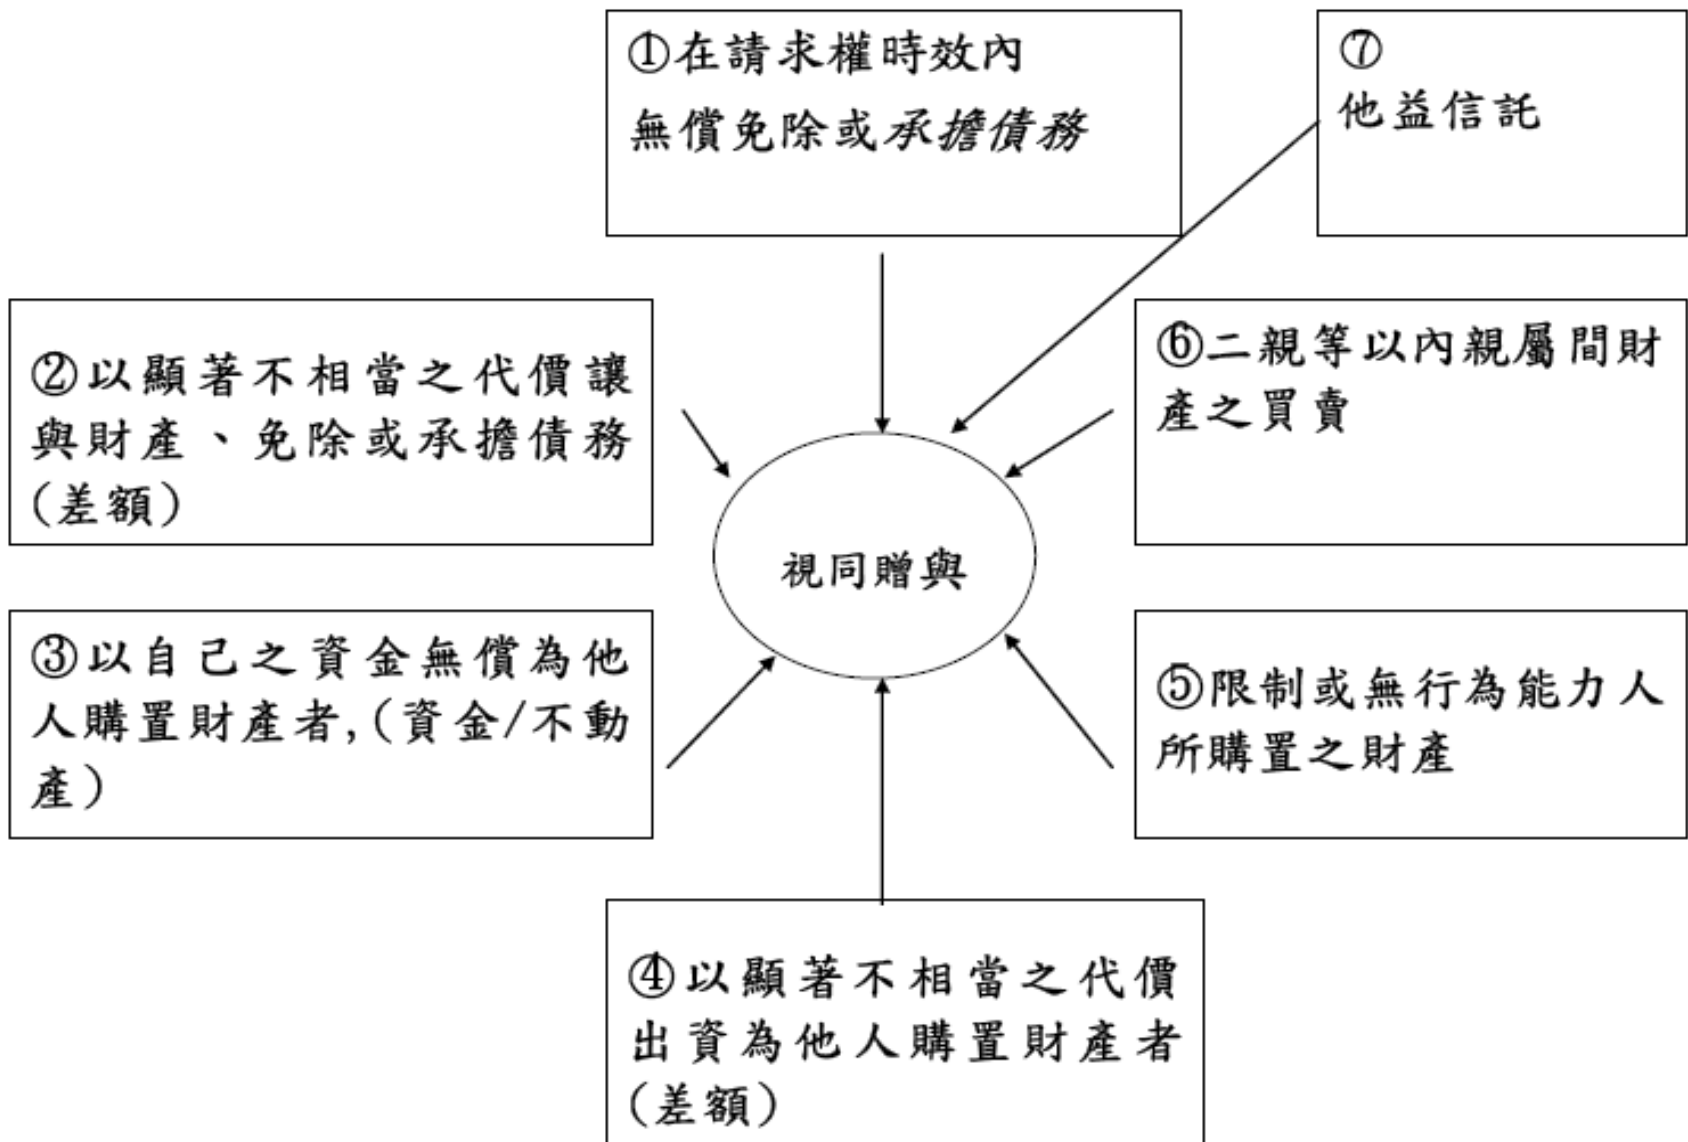 ①在請求權時效內
無償免除或承擔債務
⑦
他益信託
②以顯著不相當之代價讓
與財產、免除或承擔債務
(差額)
⑥二親等以內親屬間財
產之買賣
視同贈與
③以自己之資金無償為他
人購置財產者,(資金/不動
產)
⑤限制或無行為能力人
所購置之財產
④以顯著不相當之代價
出資為他人購置財產者
(差額)